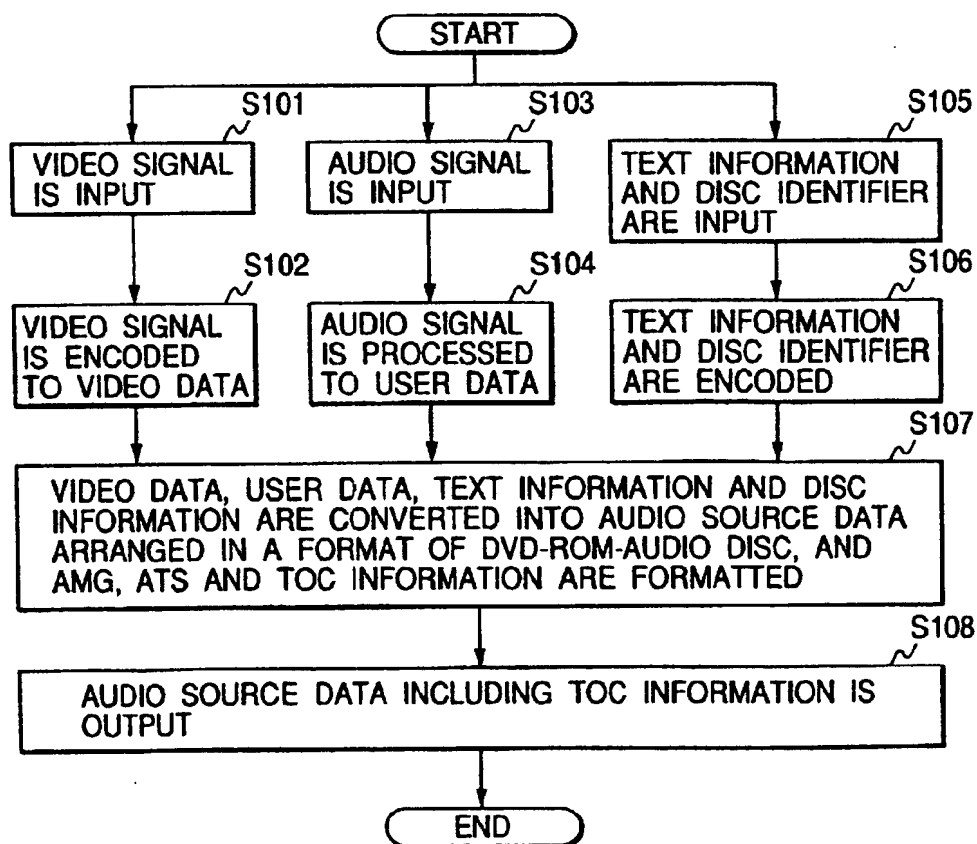 START
S101
VIDEO SIGNAL
IS INPUT
S103
AUDIO SIGNAL
IS INPUT
S105
TEXT INFORMATION
AND DISC IDENTIFIER
ARE INPUT
S102
VIDEO SIGNAL
IS ENCODED
TO VIDEO DATA
S104
AUDIO SIGNAL
IS PROCESSED
TO USER DATA
S106
TEXT INFORMATION
AND DISC IDENTIFIER
ARE ENCODED
S107
VIDEO DATA, USER DATA, TEXT INFORMATION AND DISC
INFORMATION ARE CONVERTED INTO AUDIO SOURCE DATA
ARRANGED IN A FORMAT OF DVD-ROM-AUDIO DISC, AND
AMG, ATS AND TOC INFORMATION ARE FORMATTED
S108
AUDIO SOURCE DATA INCLUDING TOC INFORMATION IS
OUTPUT
END